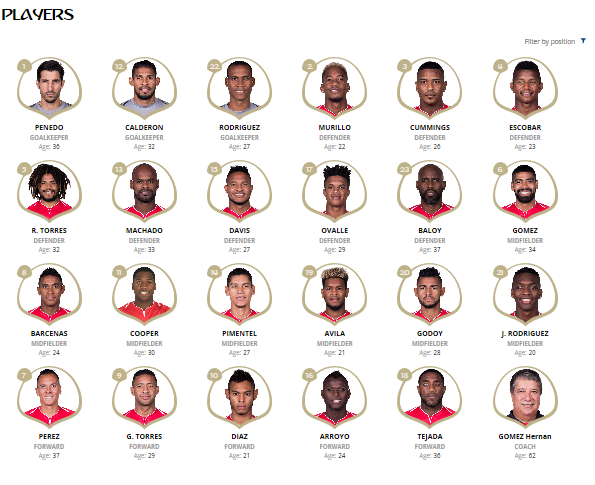 PLAYERS
Filter by position
1 12 22 2 3
PENEDO CALDERON RODRIGUEZ MURILLO CUMMINGS ESCOBAR
GOALKEEPER GOALKEEPER GOALKEEPER DEFENDER DEFENDER DEFENDER
Age: 36 Age: 32 Age: 27 Age: 22 Age: 26 Age: 23
5 13 15 17 23 6
R. TORRES MACHADO DAVIS OVALLE BALOY GOMEZ
DEFENDER DEFENDER DEFENDER DEFENDER DEFENDER MIDFIELDER
Age: 32 Age: 33 Age: 27 Age: 29 Age: 37 Age: 34
8 11 14 19 20 21
BARCENAS COOPER PIMENTEL AVILA GODOY J. RODRIGUEZ
MIDFIELDER MIDFIELDER MIDFIELDER MIDFIELDER MIDFIELDER MIDFIELDER
Age: 24 Age: 30 Age: 27 Age: 21 Age: 28 Age: 20
7 9 10 16 18
PEREZ G. TORRES DIAZ ARROYO TEJADA GOMEZ Hernan
FORWARD FORWARD FORWARD FORWARD FORWARD COACH
Age: 37 Age: 29 Age: 21 Age: 24 Age: 36 Age: 62